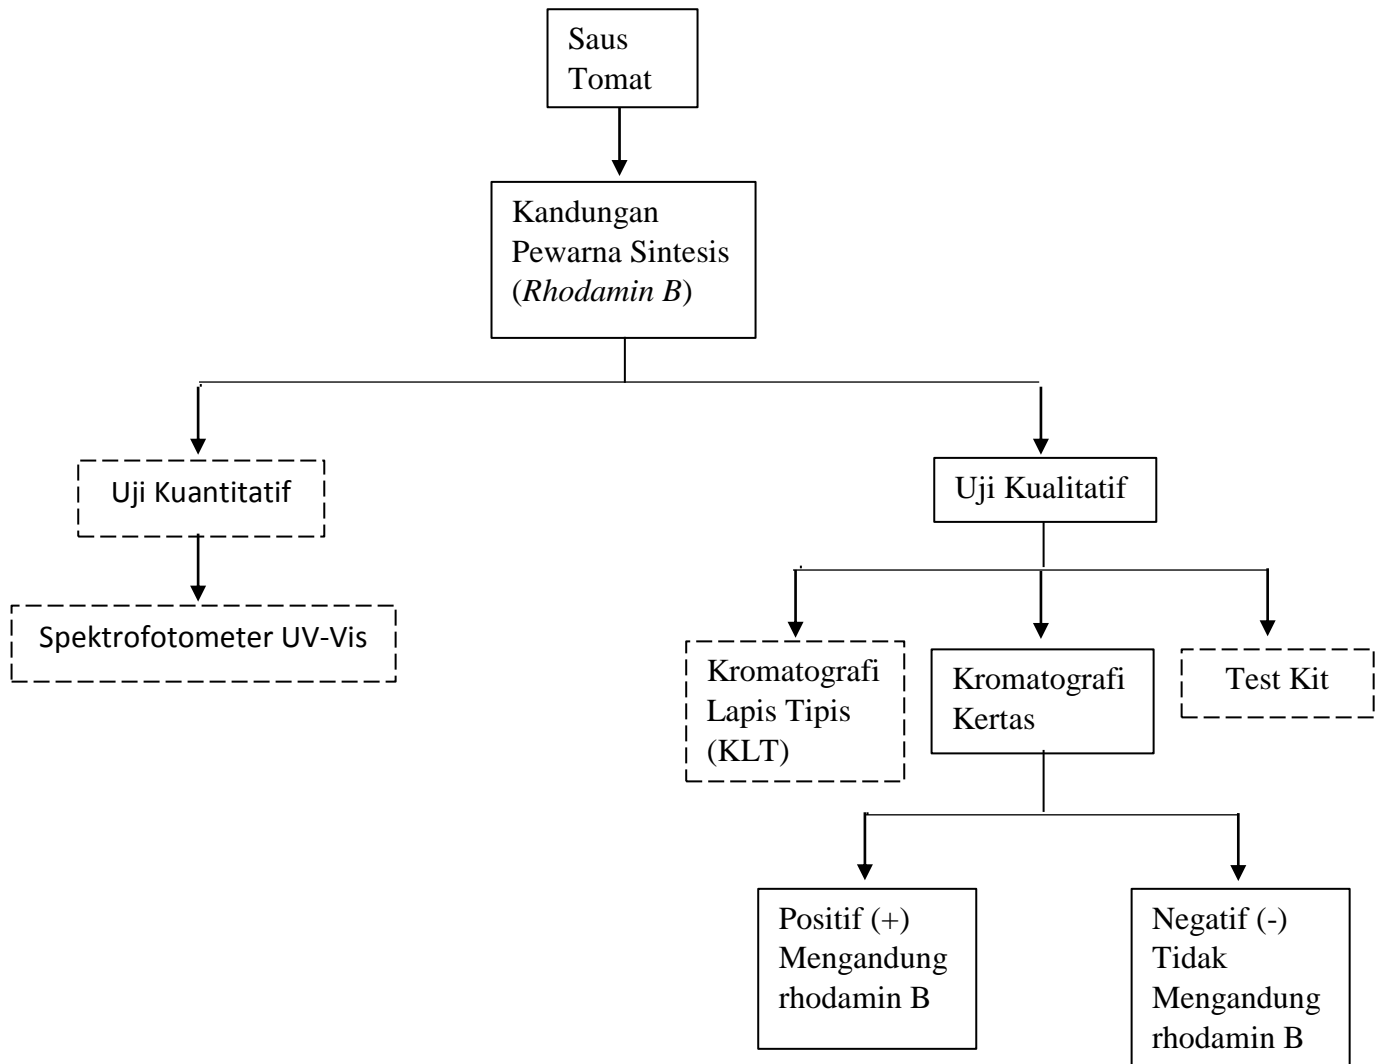 Saus
Tomat
Kandungan
Pewarna Sintesis
(Rhodamin B)
Uji Kuantitatif
Uji Kualitatif
Spektrofotometer UV-Vis
Kromatografi
Lapis Tipis
(KLT)
Kromatografi
Kertas
Test Kit
Positif (+)
Mengandung
rhodamin B
Negatif (-)
Tidak
Mengandung
rhodamin B